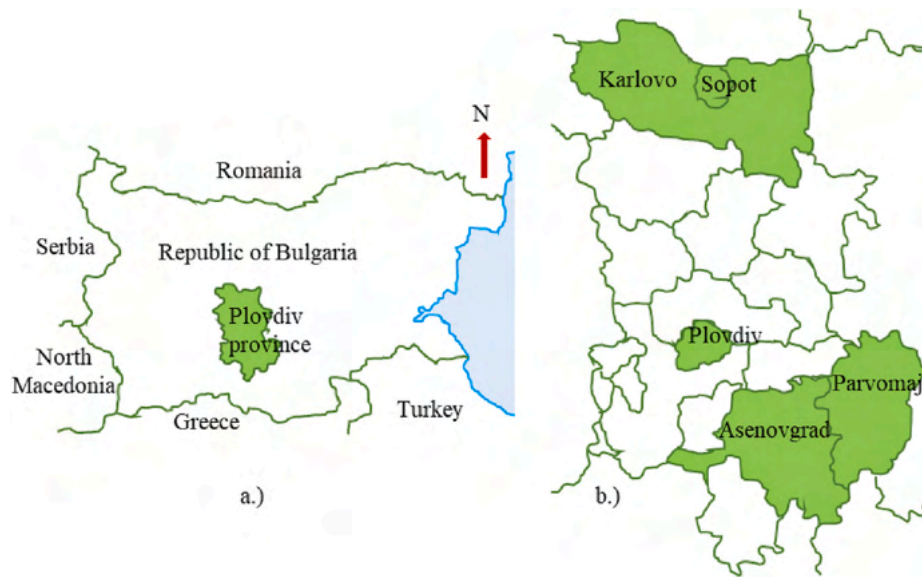 N
Romania
Serbia
Republic of Bulgaria
Plovdiv
province
North
Macedonia
Greece
Turkey
a.)
Karlovo
Sopot
Plovdiv
Parvomaj
Asenovgrad
b.)